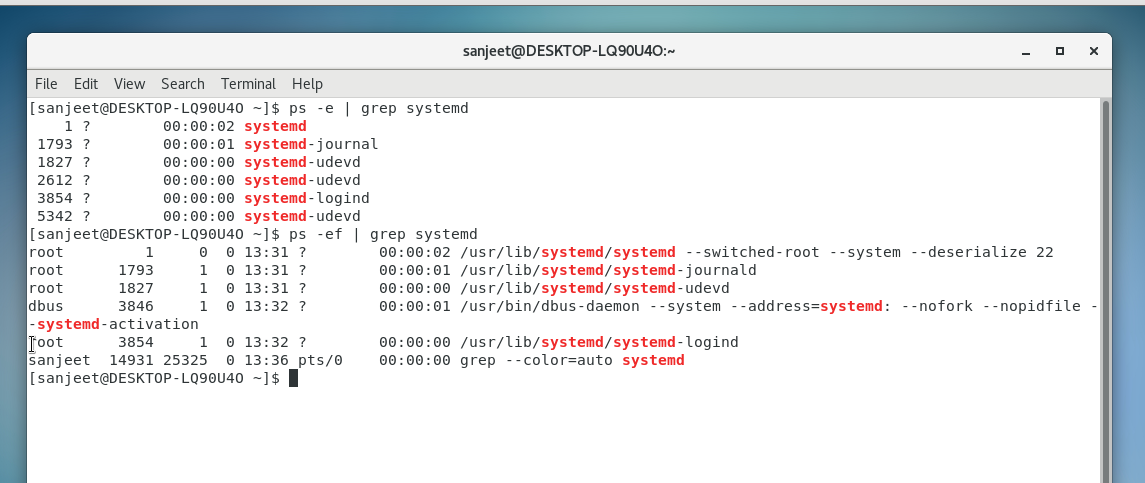 sanjeet@DESKTOP-LQ90U4O:~
File Edit View Search Terminal Help
[sanjeet@DESKTOP-LQ90U4O ~]$ ps -e | grep systemd
    1 ?        00:00:02 systemd
 1793 ?        00:00:01 systemd-journal
 1827 ?        00:00:00 systemd-udevd
 2612 ?        00:00:00 systemd-udevd
 3854 ?        00:00:00 systemd-logind
 5342 ?        00:00:00 systemd-udevd
[sanjeet@DESKTOP-LQ90U4O ~]$ ps -ef | grep systemd
root         1     0  0 13:31 ?        00:00:02 /usr/lib/systemd/systemd --switched-root --system --deserialize 22
root      1793     1  0 13:31 ?        00:00:01 /usr/lib/systemd/systemd-journald
root      1827     1  0 13:31 ?        00:00:00 /usr/lib/systemd/systemd-udevd
dbus      3846     1  0 13:32 ?        00:00:01 /usr/bin/dbus-daemon --system --address=systemd: --nofork --nopidfile -
-systemd-activation
root      3854     1  0 13:32 ?        00:00:00 /usr/lib/systemd/systemd-logind
sanjeet  14931 25325  0 13:36 pts/0    00:00:00 grep --color=auto systemd
[sanjeet@DESKTOP-LQ90U4O ~]$